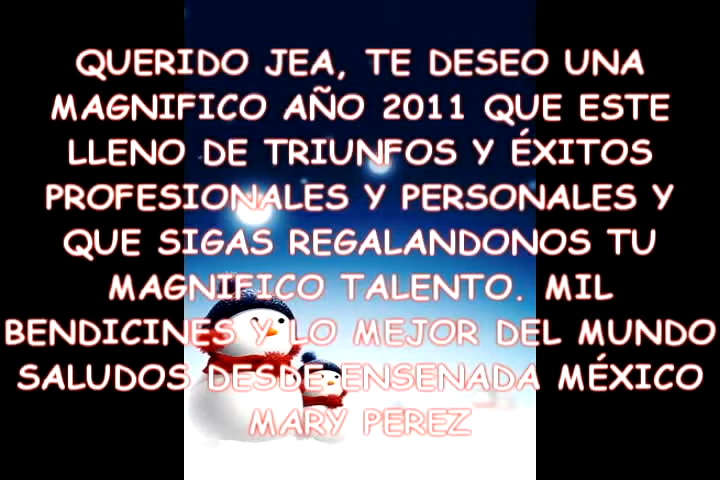 QUERIDO JEA, TE DESEO UNA
MAGNIFICO AÑO 2011 QUE ESTE
LLENO DE TRIUNFOS Y ÉXITOS
PROFESIONALES Y PERSONALES Y
QUE SIGAS REGALANDONOS TU
MAGNIFICO TALENTO. MIL
BENDICINES Y LO MEJOR DEL MUNDO
SALUDOS DESDE ENSENADA MÉXICO
MARY PEREZ